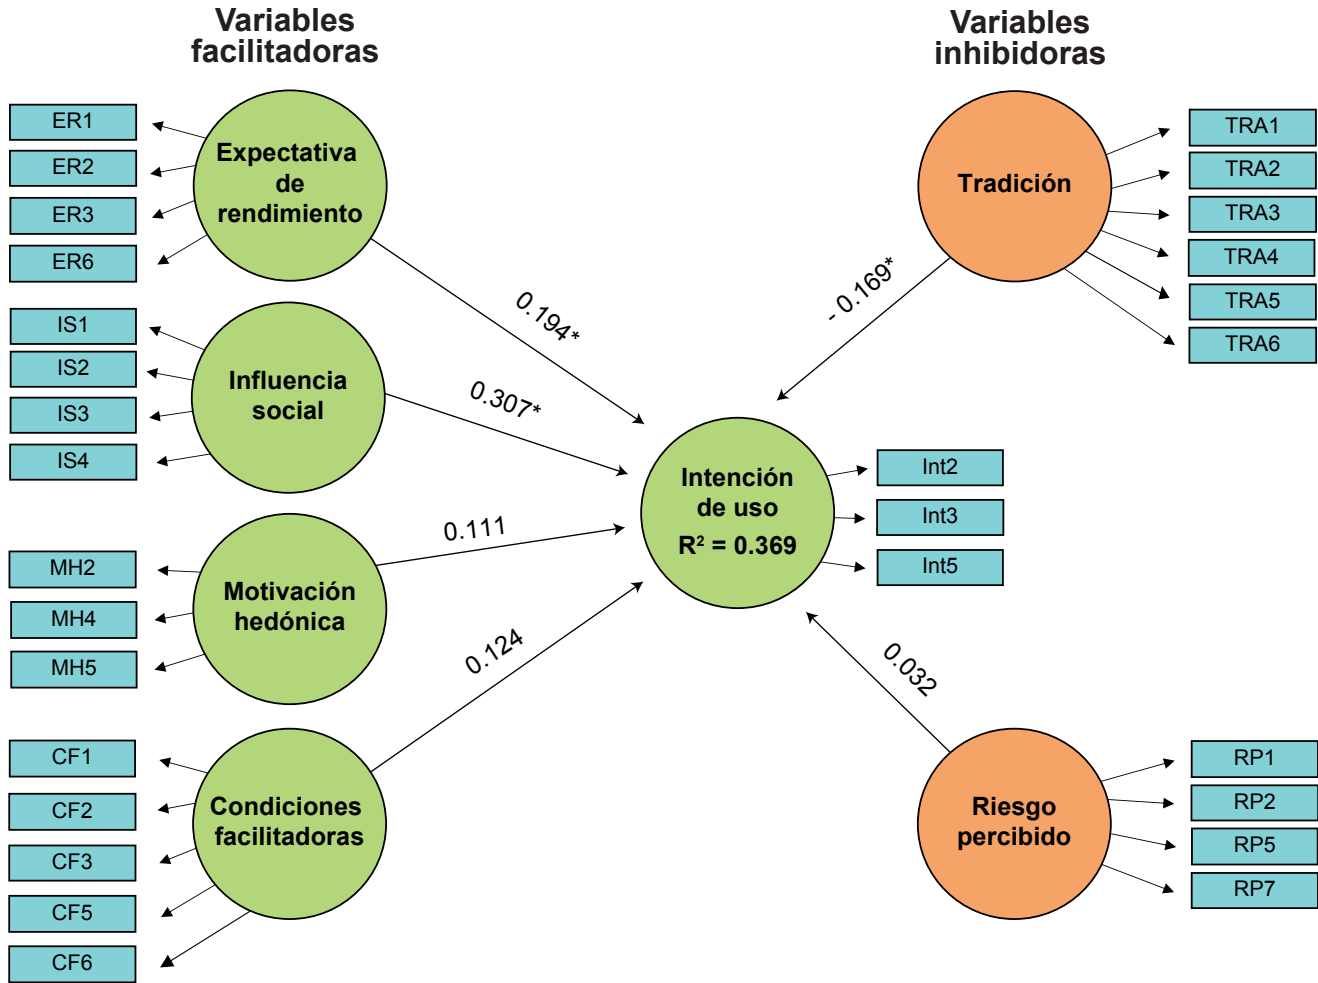 Variables
facilitadoras
Variables
inhibidoras
ER1
ER2
ER3
ER6
Expectativa
de
rendimiento
0.194*
IS1
IS2
IS3
IS4
Influencia
social
0.307*
MH2
MH4
MH5
Motivación
hedónica
0.111
CF1
CF2
CF3
CF5
CF6
Condiciones
facilitadoras
0.124
Intención
de uso
R² = 0.369
Int2
Int3
Int5
Tradición
- 0.169*
TRA1
TRA2
TRA3
TRA4
TRA5
TRA6
Riesgo
percibido
0.032
RP1
RP2
RP5
RP7